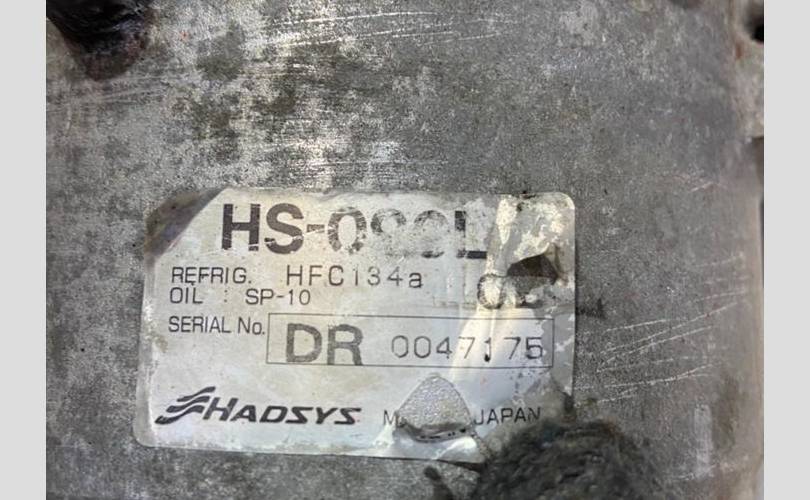 REFRIG. HFC134a
OIL : SP-10
SERIAL No. DR 0047175
HADSYS
JAPAN